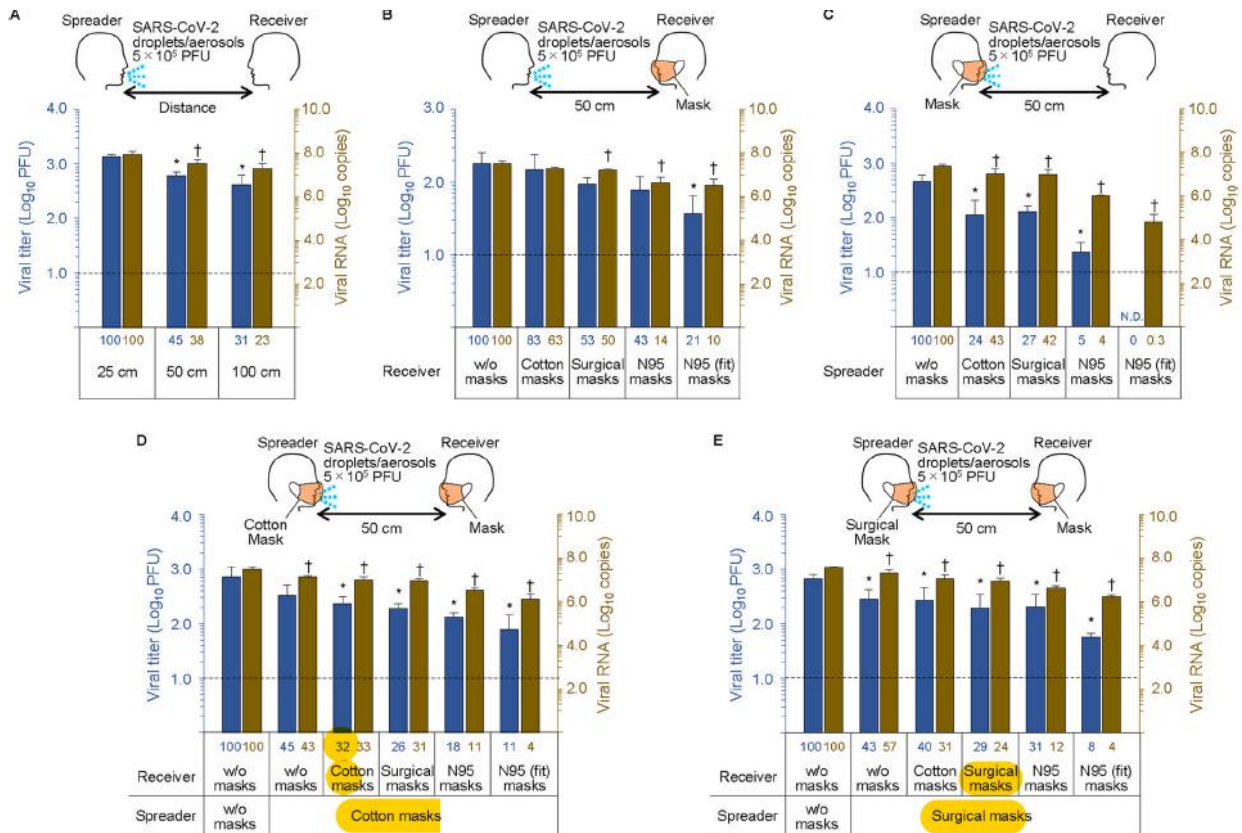 A
Spreader
SARS-CoV-2
droplets/aerosols
5 × 10⁵ PFU
Receiver
Distance
Viral titer (Log₁₀ PFU)
4.0
3.0
2.0
1.0
Viral RNA (Log₁₀ copies)
10.0
8.0
6.0
4.0
2.0
* † * †
100 100 45 38 31 23
25 cm 50 cm 100 cm
B
Spreader
SARS-CoV-2
droplets/aerosols
5 × 10⁵ PFU
Receiver
50 cm
Mask
Viral titer (Log₁₀ PFU)
3.0
2.0
1.0
Viral RNA (Log₁₀ copies)
10.0
8.0
6.0
4.0
2.0
† † * †
100 100 83 63 53 50 43 14 21 10
Receiver
w/o masks
Cotton masks
Surgical masks
N95 masks
N95 (fit) masks
C
Spreader
SARS-CoV-2
droplets/aerosols
5 × 10⁵ PFU
Receiver
Mask
50 cm
Viral titer (Log₁₀ PFU)
4.0
3.0
2.0
1.0
Viral RNA (Log₁₀ copies)
10.0
8.0
6.0
4.0
2.0
* † * † * † †
N.D.
100 100 24 43 27 42 5 4 0 0.3
Spreader
w/o masks
Cotton masks
Surgical masks
N95 masks
N95 (fit) masks
D
Spreader
SARS-CoV-2
droplets/aerosols
5 × 10⁵ PFU
Receiver
Cotton
Mask
50 cm
Mask
Viral titer (Log₁₀ PFU)
4.0
3.0
2.0
1.0
Viral RNA (Log₁₀ copies)
10.0
8.0
6.0
4.0
2.0
† * † * † * † * †
100 100 45 43 32 33 26 31 18 11 11 4
Receiver
w/o masks
w/o masks
Cotton masks
Surgical masks
N95 masks
N95 (fit) masks
Spreader
w/o masks
Cotton masks
E
Spreader
SARS-CoV-2
droplets/aerosols
5 × 10⁵ PFU
Receiver
Surgical
Mask
50 cm
Mask
Viral titer (Log₁₀ PFU)
4.0
3.0
2.0
1.0
Viral RNA (Log₁₀ copies)
10.0
8.0
6.0
4.0
2.0
* † * † * † * † * †
100 100 43 57 40 31 29 24 31 12 8 4
Receiver
w/o masks
w/o masks
Cotton masks
Surgical masks
N95 masks
N95 (fit) masks
Spreader
w/o masks
Surgical masks